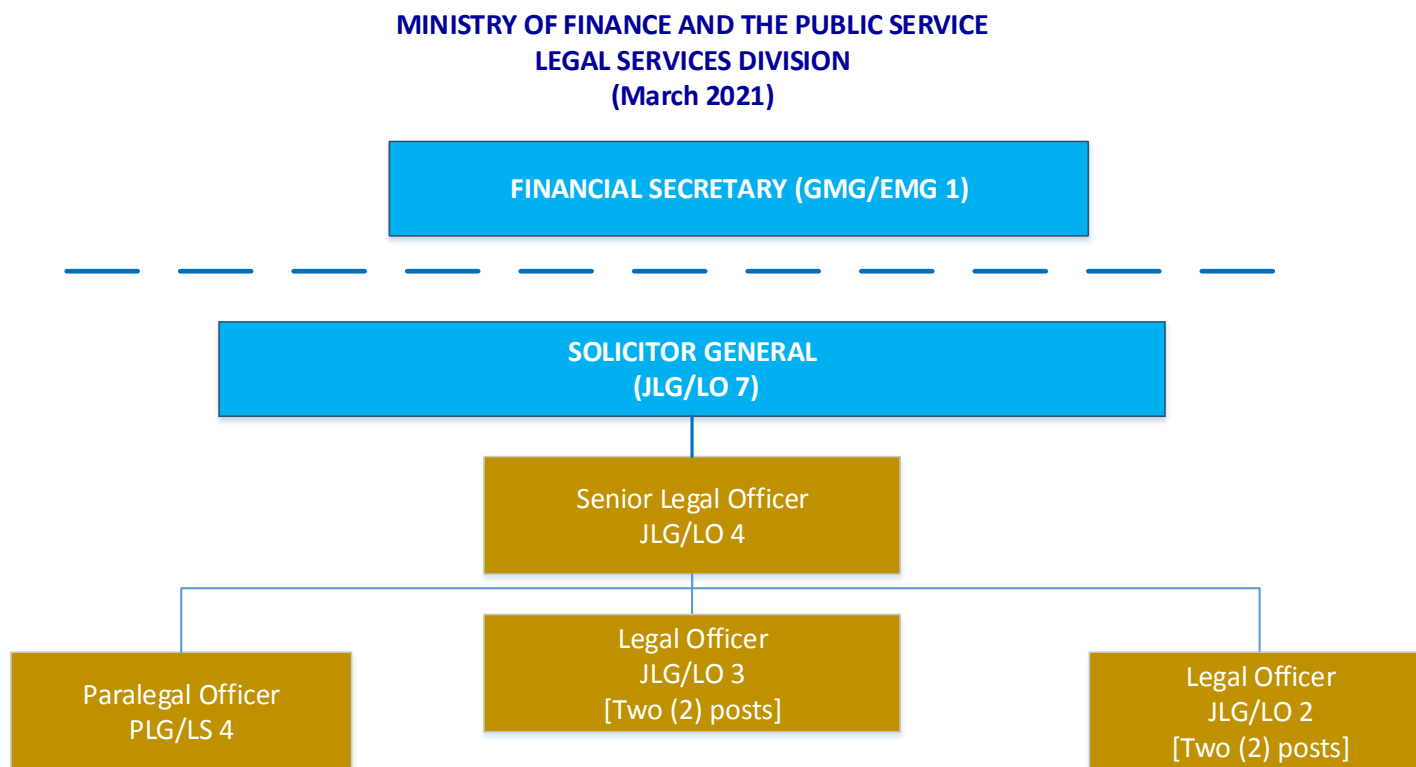 MINISTRY OF FINANCE AND THE PUBLIC SERVICE
LEGAL SERVICES DIVISION
(March 2021)
FINANCIAL SECRETARY (GMG/EMG 1)
SOLICITOR GENERAL
(JLG/LO 7)
Senior Legal Officer
JLG/LO 4
Paralegal Officer
PLG/LS 4
Legal Officer
JLG/LO 3
[Two (2) posts]
Legal Officer
JLG/LO 2
[Two (2) posts]